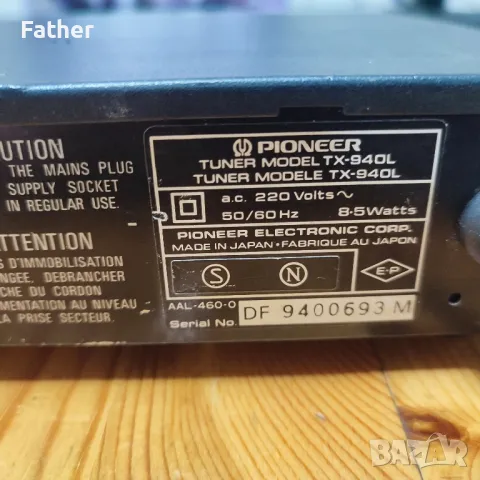 Father
UTION
THE MAINS PLUG
SUPPLY SOCKET
IN REGULAR USE.
ATTENTION
S D'IMMOBILISATION
NGÉE, DEBRANCHER
CHE DU CORDON
MENTATION AU NIVEAU
LA PRISE SECTEUR.
PIONEER
TUNER MODEL TX-940L
TUNER MODELE TX-940L
a.c. 220 Volts~
50/60 Hz 8·5Watts
PIONEER ELECTRONIC CORP.
MADE IN JAPAN·FABRIQUE AU JAPON
S N E-P
AAL-460-0
Serial No. DF 9400693 M
BAZAR